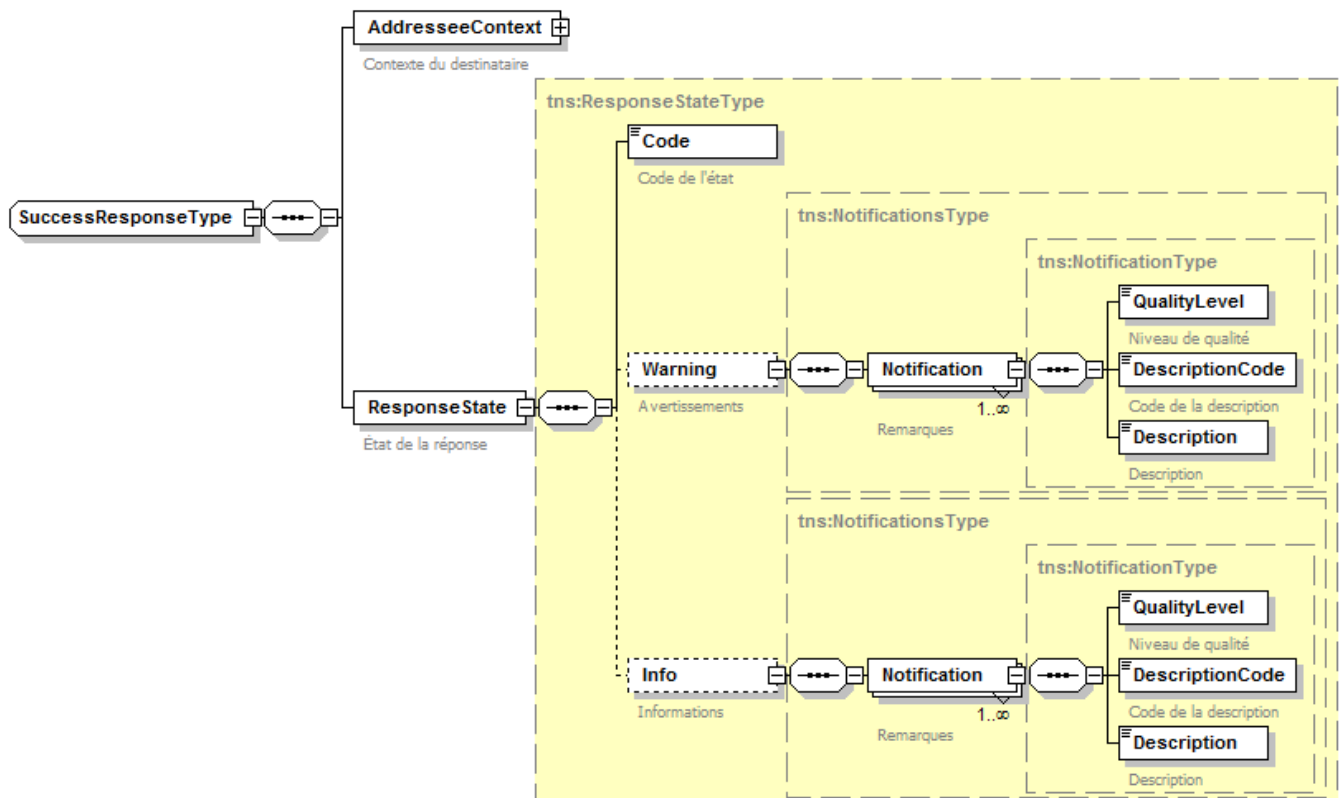 AddresseeContext
Contexte du destinataire
tns:ResponseStateType
Code
Code de l'état
SuccessResponseType
tns:NotificationsType
tns:NotificationType
QualityLevel
Niveau de qualité
Warning
Avertissements
Notification
1..∞
Remarques
DescriptionCode
Code de la description
ResponseState
État de la réponse
Description
Description
tns:NotificationsType
tns:NotificationType
QualityLevel
Niveau de qualité
Info
Informations
Notification
1..∞
Remarques
DescriptionCode
Code de la description
Description
Description